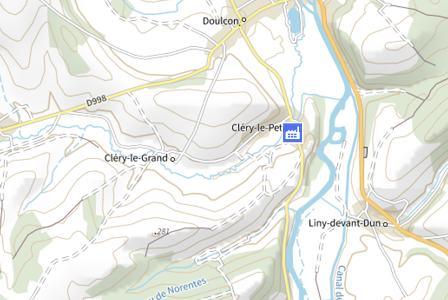 Doulcon
D998
Cléry-le-Pet
Cléry-le-Grand
Liny-devant-Dun
281
de Norentes
Canal d